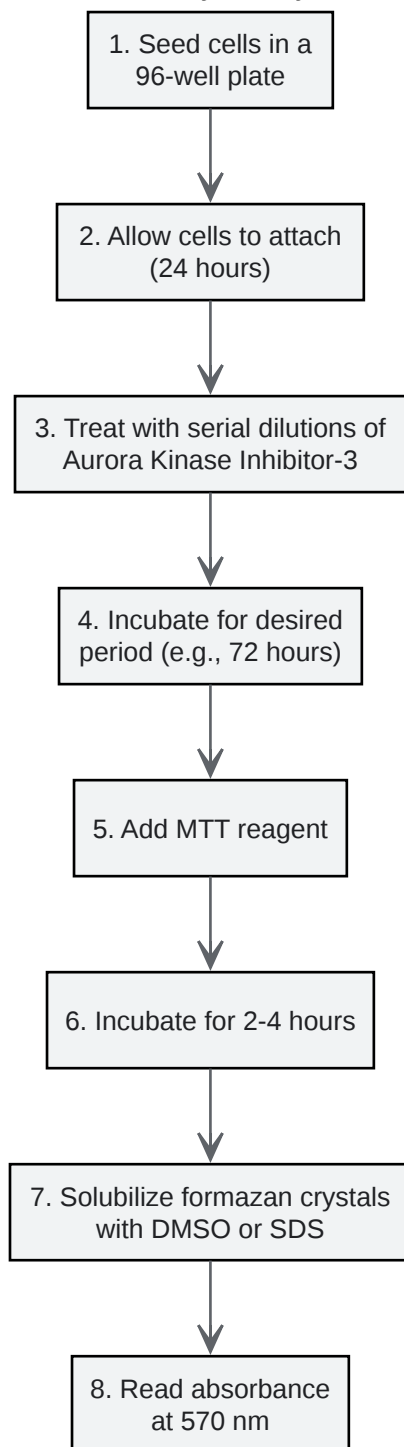 1. Seed cells in a
96-well plate
2. Allow cells to attach
(24 hours)
3. Treat with serial dilutions of
Aurora Kinase Inhibitor-3
4. Incubate for desired
period (e.g., 72 hours)
5. Add MTT reagent
6. Incubate for 2-4 hours
7. Solubilize formazan crystals
with DMSO or SDS
8. Read absorbance
at 570 nm